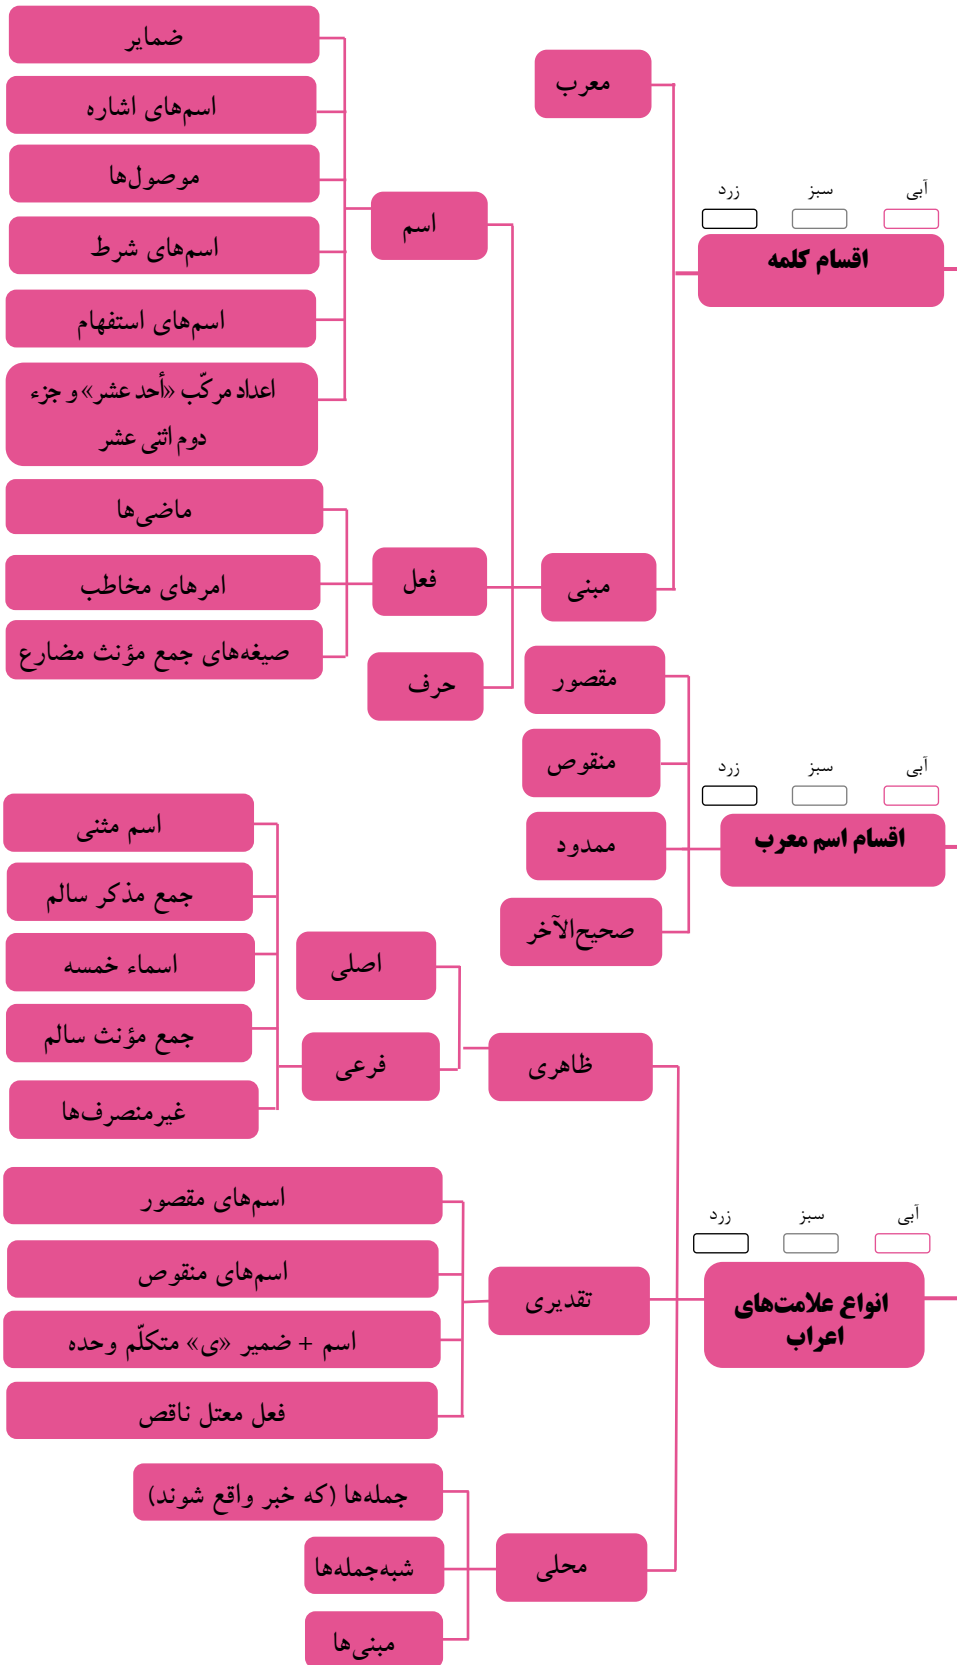 آبی سبز زرد
اقسام کلمه
معرب
مبنی
اسم
ضمایر
اسم‌های اشاره
موصول‌ها
اسم‌های شرط
اسم‌های استفهام
اعداد مرکّب «أحد عشر» و جزء
دوم اثنی عشر
فعل
ماضی‌ها
امرهای مخاطب
صیغه‌های جمع مؤنث مضارع
حرف
آبی سبز زرد
اقسام اسم معرب
مقصور
منقوص
ممدود
صحیح‌الآخر
آبی سبز زرد
انواع علامت‌های
اعراب
ظاهری
اصلی
فرعی
اسم مثنی
جمع مذکر سالم
اسماء خمسه
جمع مؤنث سالم
غیرمنصرف‌ها
تقدیری
اسم‌های مقصور
اسم‌های منقوص
اسم + ضمیر «ی» متکلّم وحده
فعل معتل ناقص
محلی
جمله‌ها (که خبر واقع شوند)
شبه‌جمله‌ها
مبنی‌ها